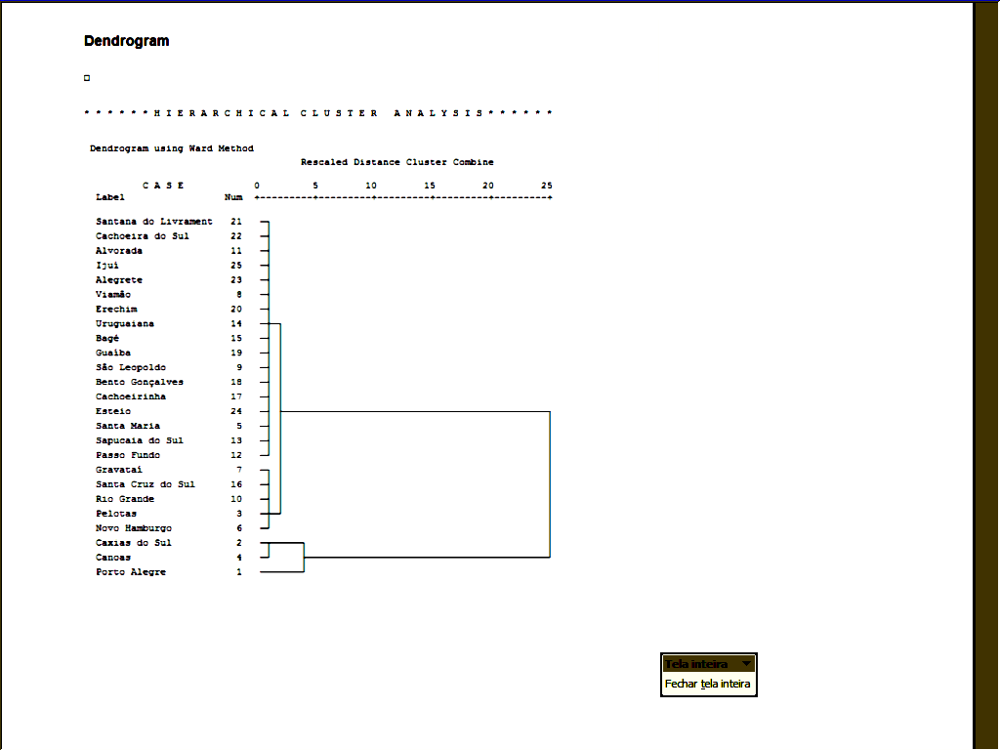 Dendrogram
* * * * * * H I E R A R C H I C A L C L U S T E R A N A L Y S I S * * * * * *
Dendrogram using Ward Method
Rescaled Distance Cluster Combine
C A S E 0 5 10 15 20 25
Label Num +---------+---------+---------+---------+---------+
Santana do Livrament 21
Cachoeira do Sul 22
Alvorada 11
Ijuí 25
Alegrete 23
Viamão 8
Erechim 20
Uruguaiana 14
Bagé 15
Guaíba 19
São Leopoldo 9
Bento Gonçalves 18
Cachoeirinha 17
Esteio 24
Santa Maria 5
Sapucaia do Sul 13
Passo Fundo 12
Gravataí 7
Santa Cruz do Sul 16
Rio Grande 10
Pelotas 3
Novo Hamburgo 6
Caxias do Sul 2
Canoas 4
Porto Alegre 1
Tela inteira
Fechar tela inteira